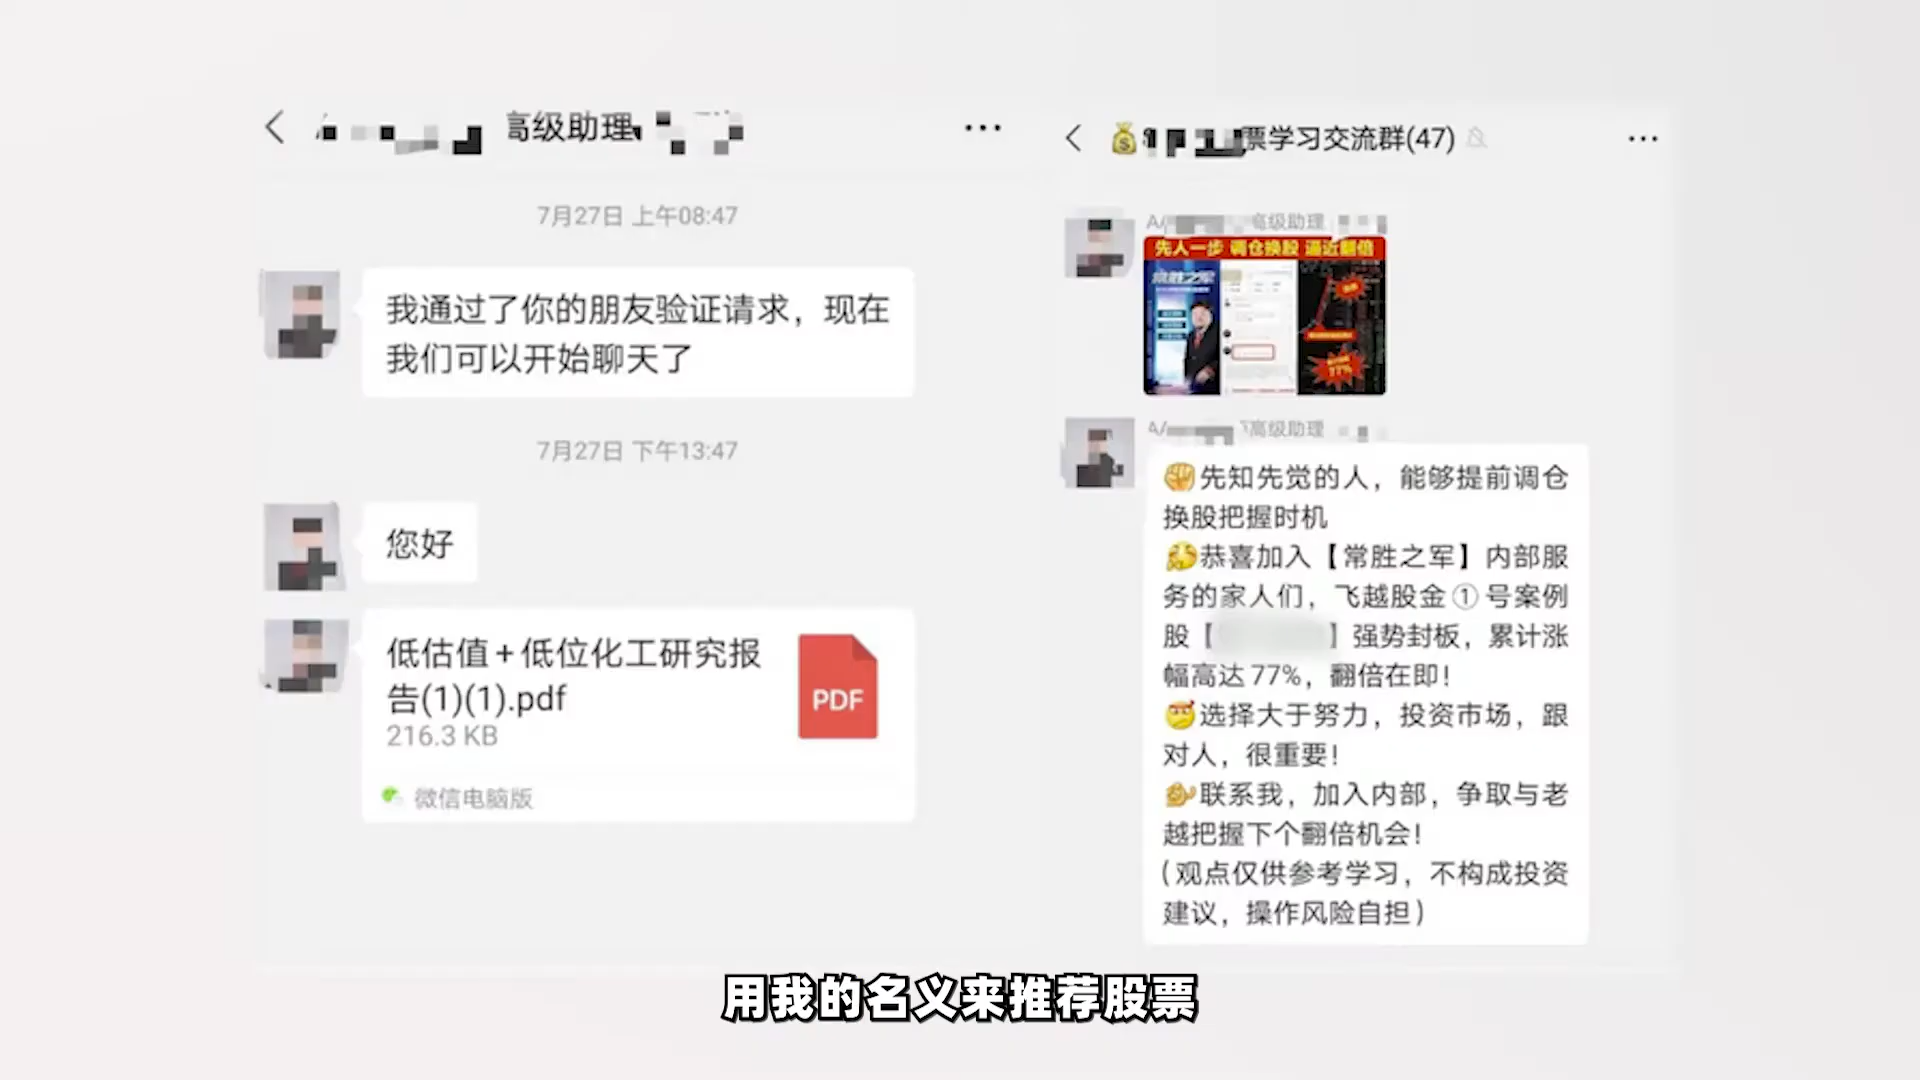 高级助理
7月27日 上午08:47
我通过了你的朋友验证请求，现在
我们可以开始聊天了
7月27日 下午13:47
您好
低估值+低位化工研究报
告(1)(1).pdf
216.3 KB
PDF
微信电脑版
票学习交流群(47)
高级助理
先人一步 调仓换股 逼近翻倍
常胜之军
77%
高级助理
先知先觉的人，能够提前调仓
换股把握时机
恭喜加入【常胜之军】内部服
务的家人们，飞越股金①号案例
股【 】强势封板，累计涨
幅高达77%，翻倍在即！
选择大于努力，投资市场，跟
对人，很重要！
联系我，加入内部，争取与老
越把握下个翻倍机会！
(观点仅供参考学习，不构成投资
建议，操作风险自担)
用我的名义来推荐股票